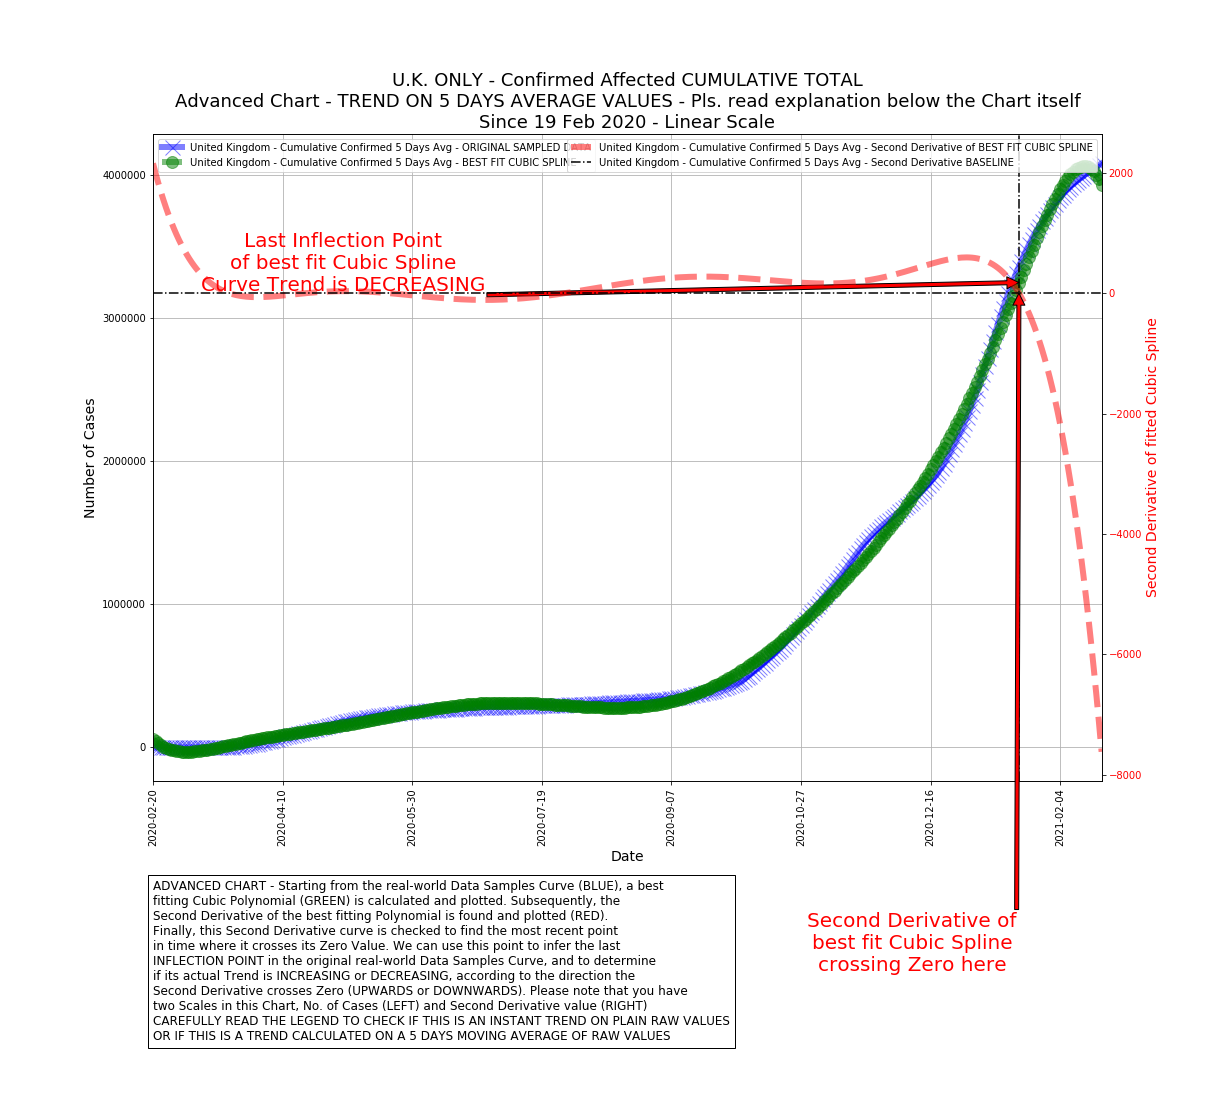 U.K. ONLY - Confirmed Affected CUMULATIVE TOTAL
Advanced Chart - TREND ON 5 DAYS AVERAGE VALUES - Pls. read explanation below the Chart itself
Since 19 Feb 2020 - Linear Scale
United Kingdom - Cumulative Confirmed 5 Days Avg - ORIGINAL SAMPLED DATA
United Kingdom - Cumulative Confirmed 5 Days Avg - BEST FIT CUBIC SPLINE
United Kingdom - Cumulative Confirmed 5 Days Avg - Second Derivative of BEST FIT CUBIC SPLINE
United Kingdom - Cumulative Confirmed 5 Days Avg - Second Derivative BASELINE
Last Inflection Point
of best fit Cubic Spline
Curve Trend is DECREASING
Number of Cases
4000000
3000000
2000000
1000000
0
2000
0
−2000
−4000
−6000
−8000
Second Derivative of fitted Cubic Spline
2020-02-20
2020-04-10
2020-05-30
2020-07-19
2020-09-07
2020-10-27
2020-12-16
2021-02-04
Date
Second Derivative of
best fit Cubic Spline
crossing Zero here
ADVANCED CHART - Starting from the real-world Data Samples Curve (BLUE), a best
fitting Cubic Polynomial (GREEN) is calculated and plotted. Subsequently, the
Second Derivative of the best fitting Polynomial is found and plotted (RED).
Finally, this Second Derivative curve is checked to find the most recent point
in time where it crosses its Zero Value. We can use this point to infer the last
INFLECTION POINT in the original real-world Data Samples Curve, and to determine
if its actual Trend is INCREASING or DECREASING, according to the direction the
Second Derivative crosses Zero (UPWARDS or DOWNWARDS). Please note that you have
two Scales in this Chart, No. of Cases (LEFT) and Second Derivative value (RIGHT)
CAREFULLY READ THE LEGEND TO CHECK IF THIS IS AN INSTANT TREND ON PLAIN RAW VALUES
OR IF THIS IS A TREND CALCULATED ON A 5 DAYS MOVING AVERAGE OF RAW VALUES